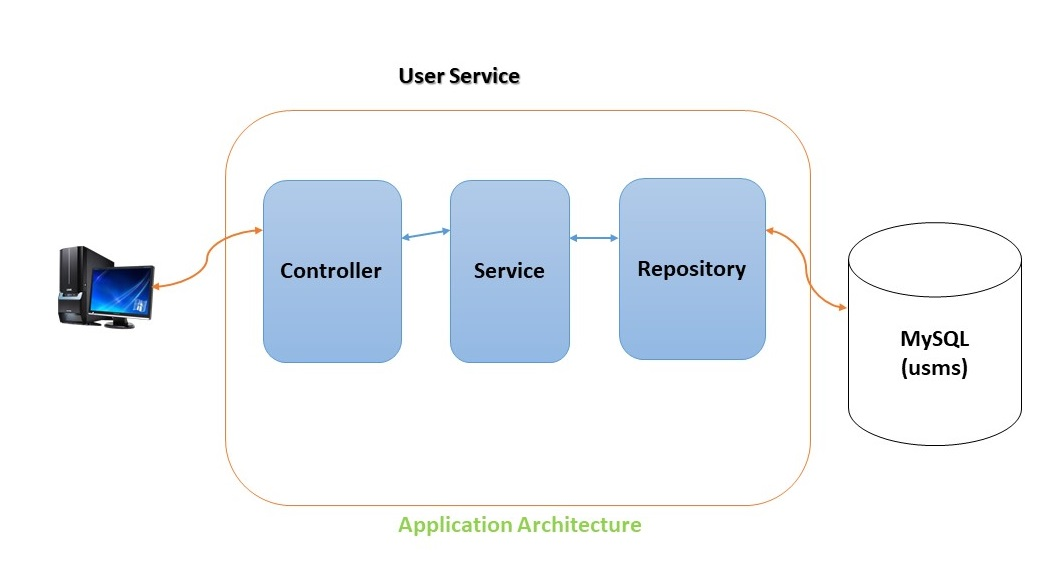 User Service
Controller
Service
Repository
MySQL
(usms)
Application Architecture